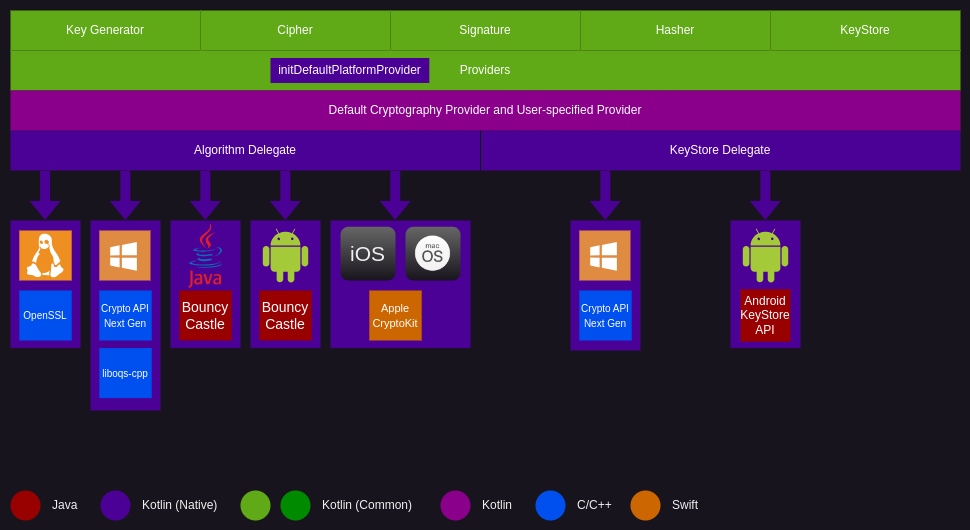 Key Generator
Cipher
Signature
Hasher
KeyStore
initDefaultPlatformProvider
Providers
Default Cryptography Provider and User-specified Provider
Algorithm Delegate
KeyStore Delegate
OpenSSL
Crypto API
Next Gen
liboqs-cpp
Java
Bouncy
Castle
Bouncy
Castle
iOS
mac
OS
Apple
CryptoKit
Crypto API
Next Gen
Android
KeyStore
API
Java
Kotlin (Native)
Kotlin (Common)
Kotlin
C/C++
Swift